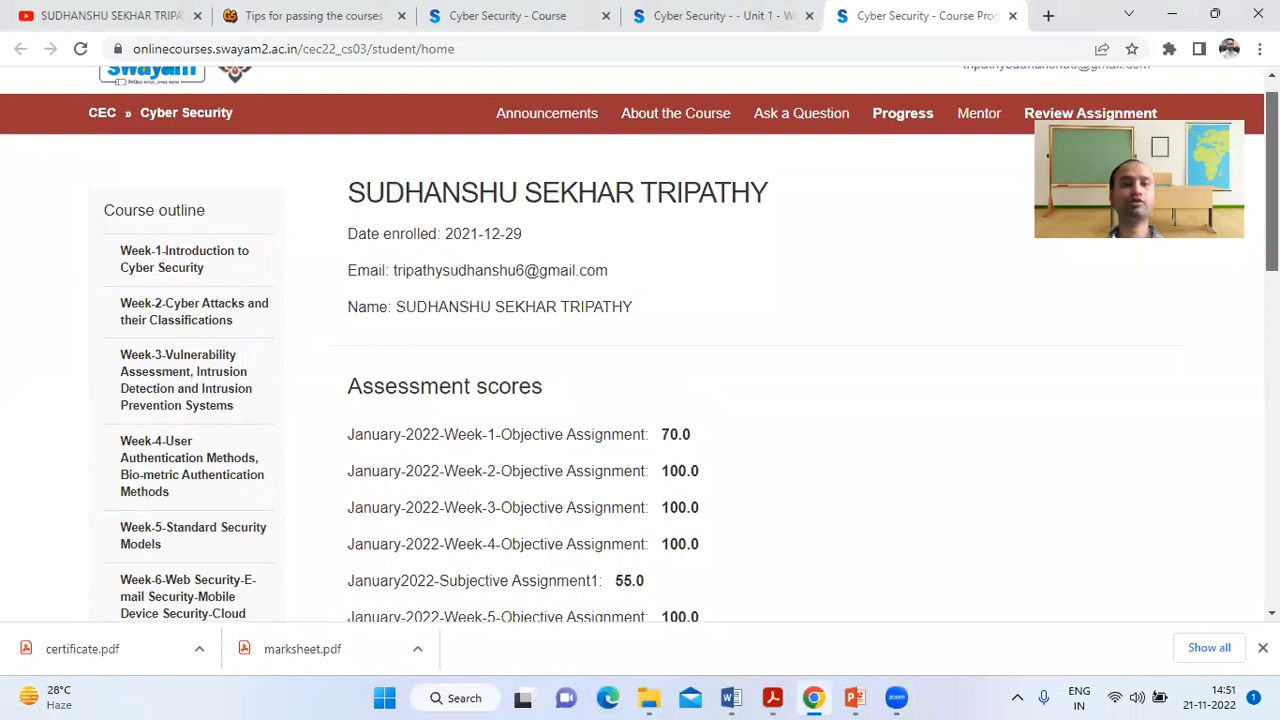 SUDHANSHU SEKHAR TRIPA
Tips for passing the courses
Cyber Security - Course
Cyber Security - - Unit 1 - W
Cyber Security - Course Pro
onlinecourses.swayam2.ac.in/cec22_cs03/student/home
swayam
tripathysudhanshu6@gmail.com
CEC » Cyber Security
Announcements
About the Course
Ask a Question
Progress
Mentor
Review Assignment
Course outline
Week-1-Introduction to
Cyber Security
Week-2-Cyber Attacks and
their Classifications
Week-3-Vulnerability
Assessment, Intrusion
Detection and Intrusion
Prevention Systems
Week-4-User
Authentication Methods,
Bio-metric Authentication
Methods
Week-5-Standard Security
Models
Week-6-Web Security-E-
mail Security-Mobile
Device Security-Cloud
SUDHANSHU SEKHAR TRIPATHY
Date enrolled: 2021-12-29
Email: tripathysudhanshu6@gmail.com
Name: SUDHANSHU SEKHAR TRIPATHY
Assessment scores
January-2022-Week-1-Objective Assignment: 70.0
January-2022-Week-2-Objective Assignment: 100.0
January-2022-Week-3-Objective Assignment: 100.0
January-2022-Week-4-Objective Assignment: 100.0
January2022-Subjective Assignment1: 55.0
January-2022-Week-5-Objective Assignment: 100.0
certificate.pdf
marksheet.pdf
Show all
28°C
Haze
Search
ENG
IN
14:51
21-11-2022
1